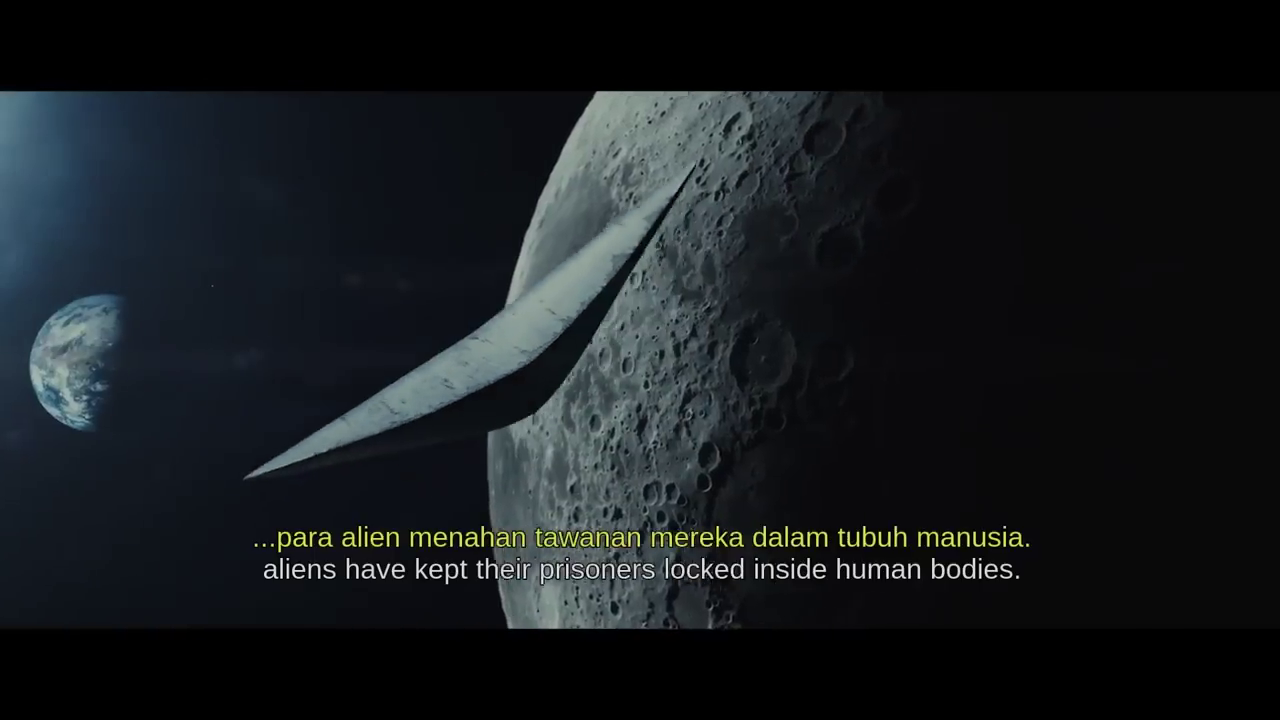 ...para alien menahan tawanan mereka dalam tubuh manusia.
aliens have kept their prisoners locked inside human bodies.